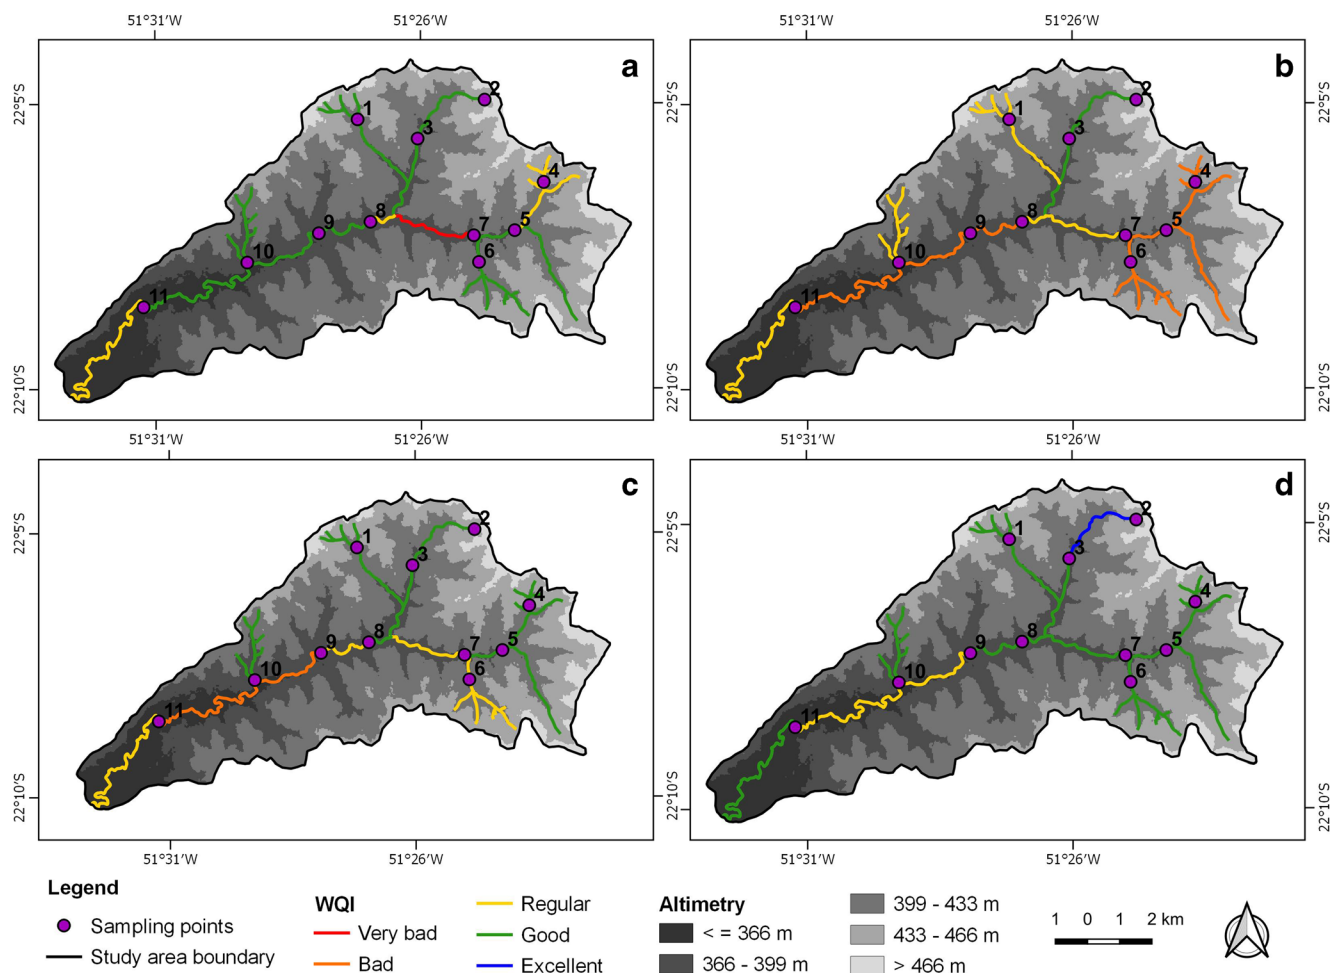 51°31'W 51°26'W 51°31'W 51°26'W
a b
22°5'S 22°5'S
1 2 3 4 5 6 7 8 9 10 11
1 2 3 4 5 6 7 8 9 10 11
22°10'S 22°10'S
51°31'W 51°26'W 51°31'W 51°26'W
c d
22°5'S 22°5'S
1 2 3 4 5 6 7 8 9 10 11
1 2 3 4 5 6 7 8 9 10 11
22°10'S 22°10'S
51°31'W 51°26'W 51°31'W 51°26'W
Legend
Sampling points
Study area boundary
WQI
Very bad
Bad
Regular
Good
Excellent
Altimetry
< = 366 m
366 - 399 m
399 - 433 m
433 - 466 m
> 466 m
1 0 1 2 km